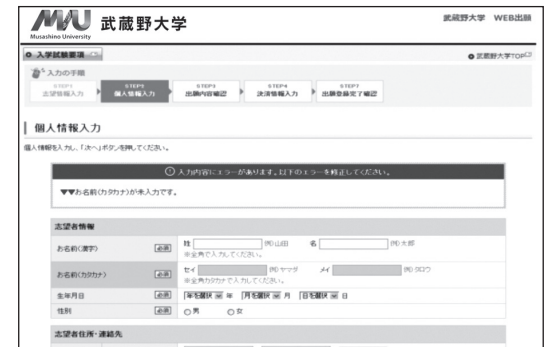 武蔵野大学
Musashino University
武蔵野大学 WEB出願
入学試験要項
武蔵野大学TOP
入力の手順
STEP1
志望情報入力
個人情報入力
STEP3
出願内容確認
STEP4
決済情報入力
出願登録完了確認
個人情報入力
個人情報を入力し、「次へ」ボタンを押してください。
入力内容にエラーがあります。以下のエラーを修正してください。
▼▼お名前(カタカナ)が未入力です。
志望者情報
お名前(漢字) 必須 姓 (例)山田 名 (例)太郎
※全角で入力してください。
お名前(カタカナ) 必須 セイ (例)ヤマダ メイ (例)タロウ
※全角カタカナで入力してください。
生年月日 必須 年を選択 年 月を選択 月 日を選択 日
性別 必須 男 女
志望者住所・連絡先